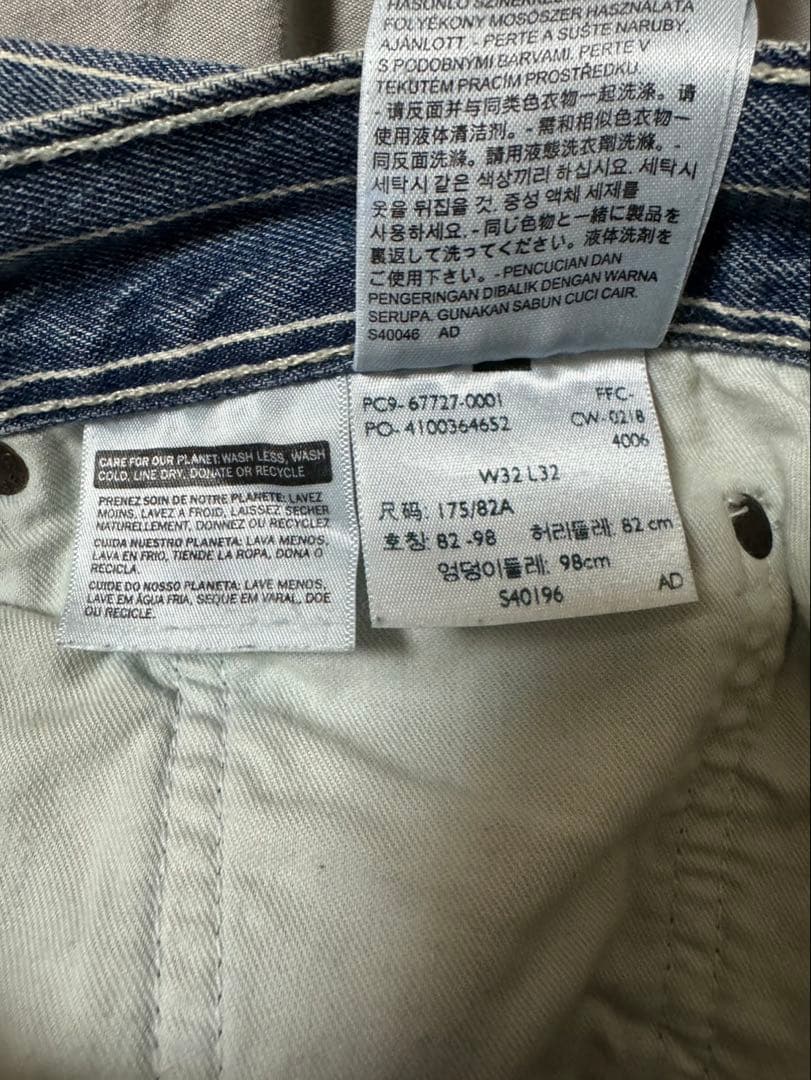 FOLYÉKONY MOSÓSZER HASZNÁLATA
AJÁNLOTT. - PERTE A SUŠTE NARUBY,
S PODOBNÝMI BARVAMI. PERTE V
TEKUTÉM PRACÍM PROSTŘEDKU
- 请反面并与同类色衣物一起洗涤。请
使用液体清洁剂。- 需和相似色衣物一
同反面洗滌。請用液態洗衣劑洗滌。-
세탁시 같은 색상끼리 하십시요. 세탁시
옷을 뒤집을 것. 중성 액체 세제를
사용하세요. - 同じ色物と一緒に製品を
裏返して洗ってください。液体洗剤を
ご使用下さい。- PENCUCIAN DAN
PENGERINGAN DIBALIK DENGAN WARNA
SERUPA. GUNAKAN SABUN CUCI CAIR.
S40046 AD
CARE FOR OUR PLANET: WASH LESS, WASH
COLD, LINE DRY, DONATE OR RECYCLE
PRENEZ SOIN DE NOTRE PLANÈTE: LAVEZ
MOINS, LAVEZ À FROID, LAISSEZ SÉCHER
NATURELLEMENT, DONNEZ OU RECYCLEZ
CUIDA NUESTRO PLANETA: LAVA MENOS,
LAVA EN FRIO, TIENDE LA ROPA, DONA O
RECICLA.
CUIDE DO NOSSO PLANETA: LAVE MENOS,
LAVE EM ÁGUA FRIA, SEQUE EM VARAL, DOE
OU RECICLE.
PC9-67727-0001 FFC-
PO-4100364652 CW-0218
4006
W32 L32
尺码: 175/82A
호칭: 82-98 허리둘레: 82 cm
엉덩이둘레: 98cm
S40196 AD